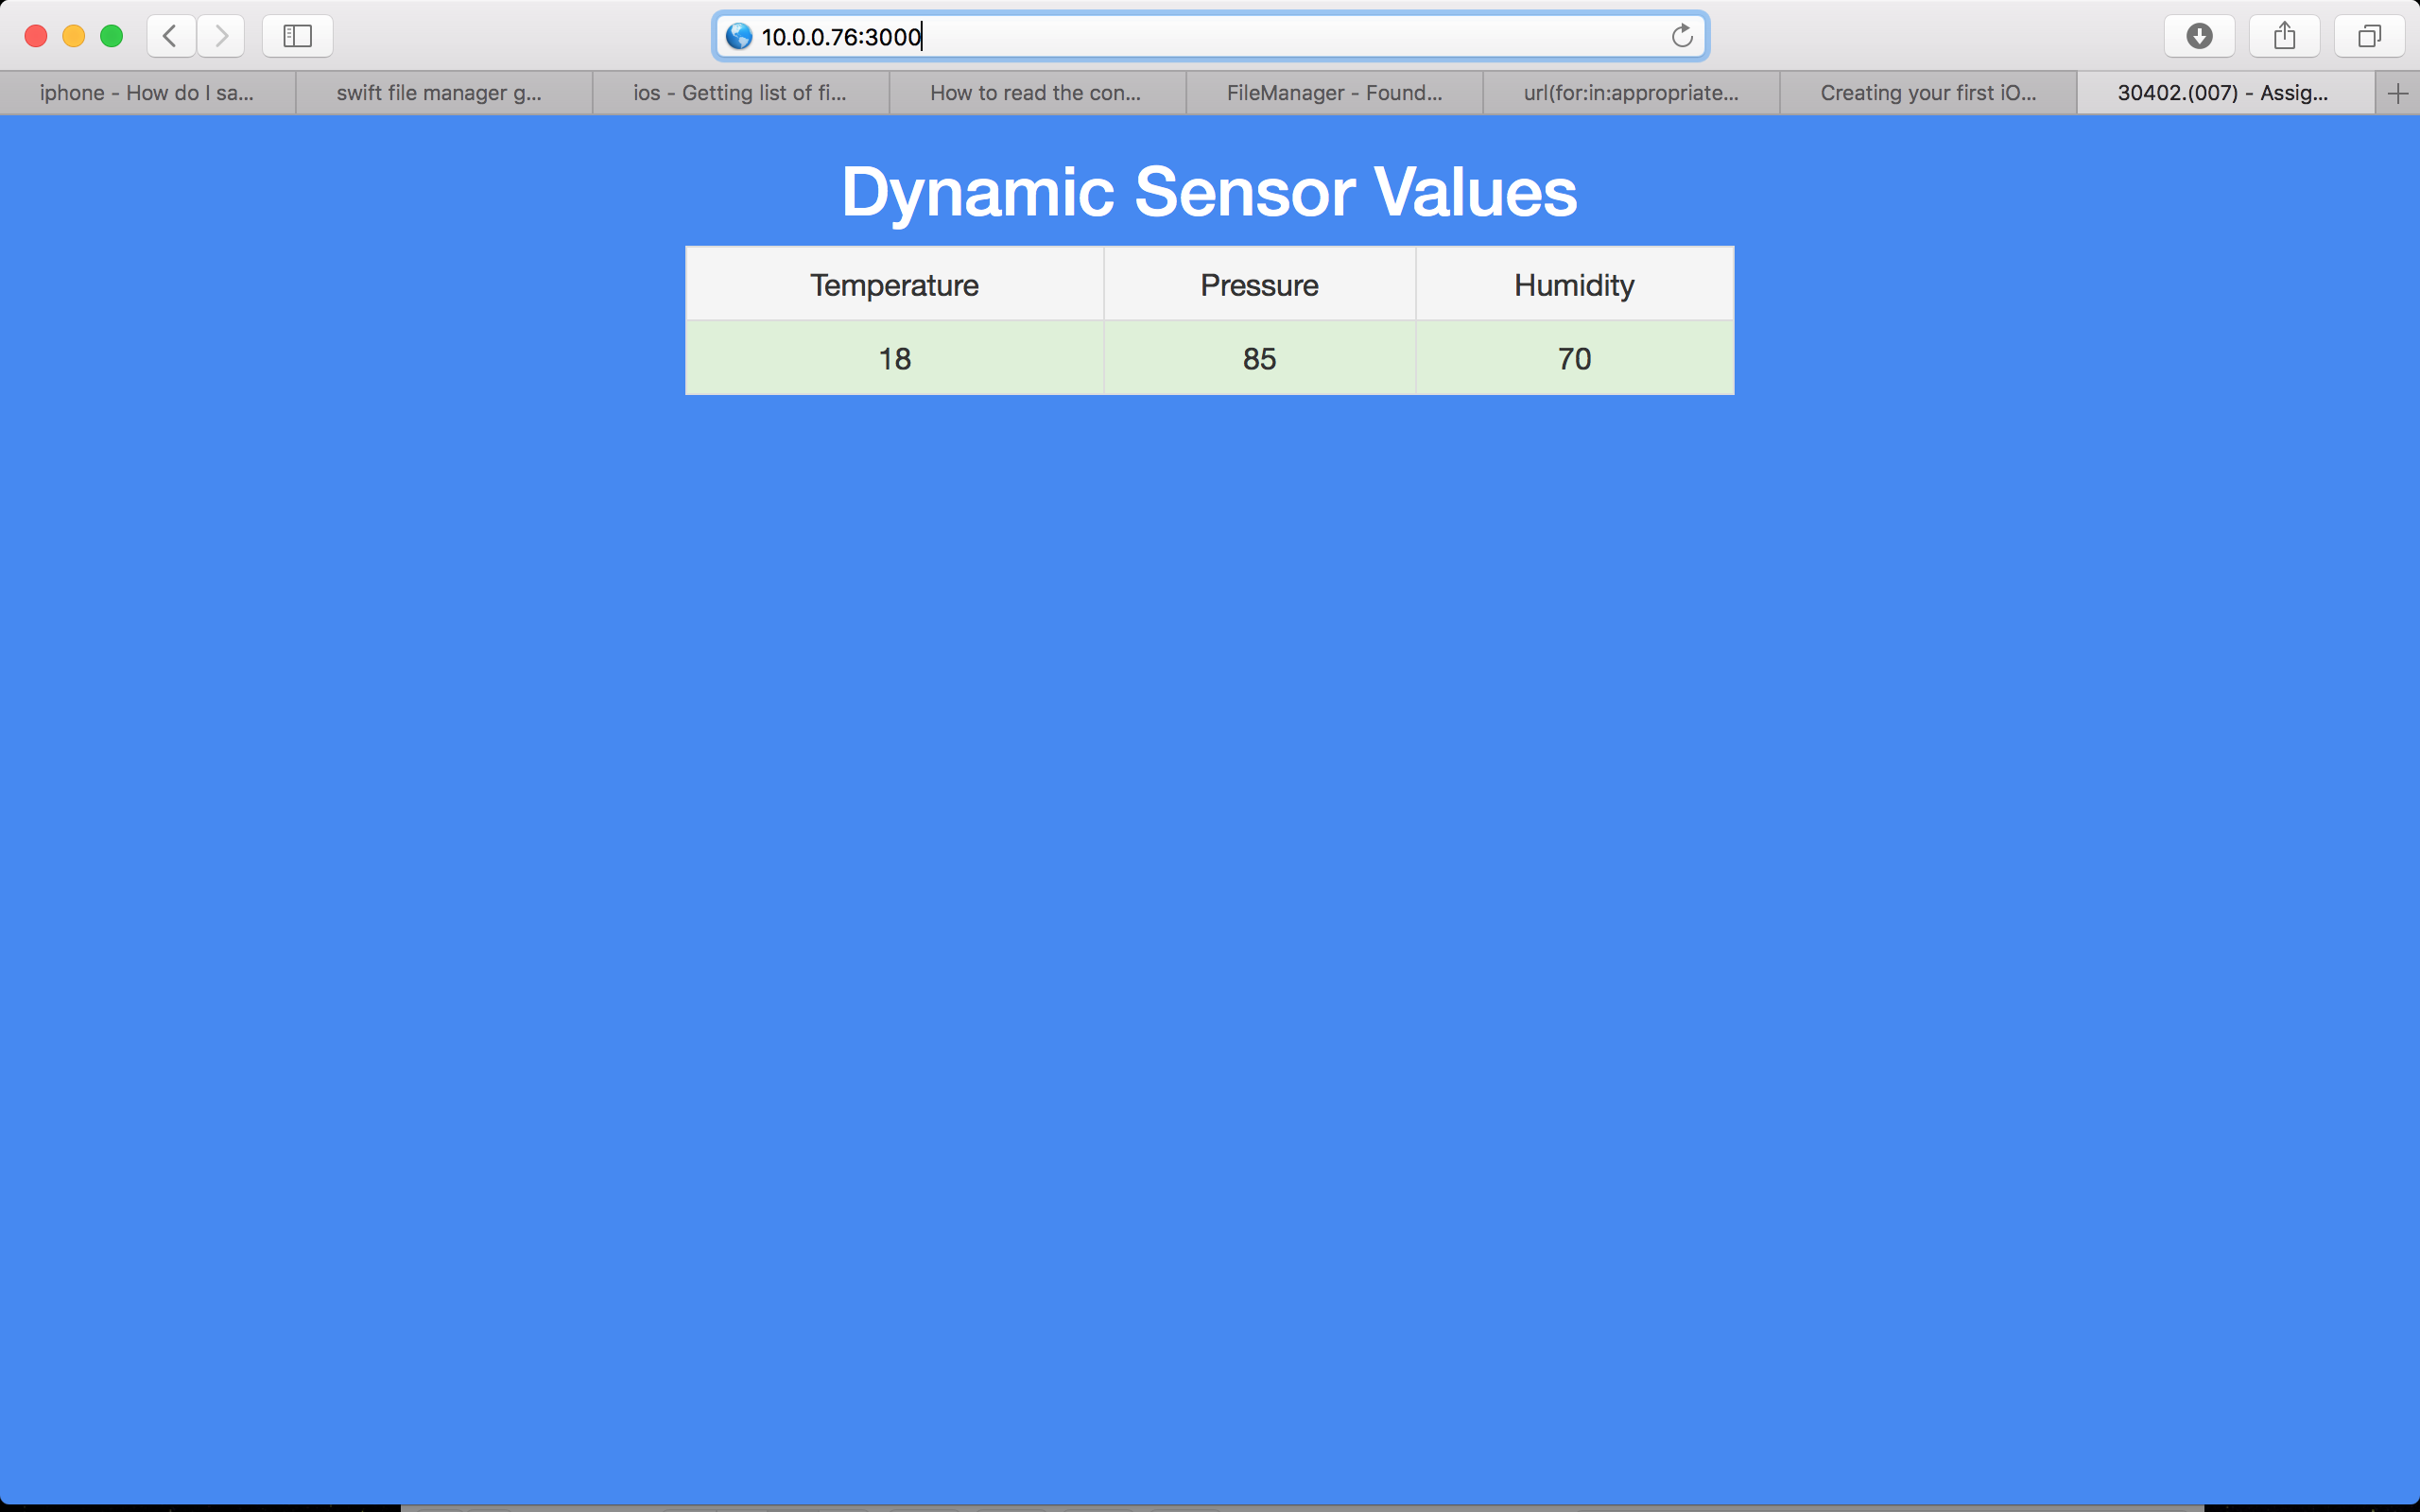 10.0.0.76:3000
iphone - How do I sa... swift file manager g... ios - Getting list of fi... How to read the con... FileManager - Found... url(for:in:appropriate... Creating your first iO... 30402.(007) - Assig...
Dynamic Sensor Values
Temperature Pressure Humidity
18 85 70